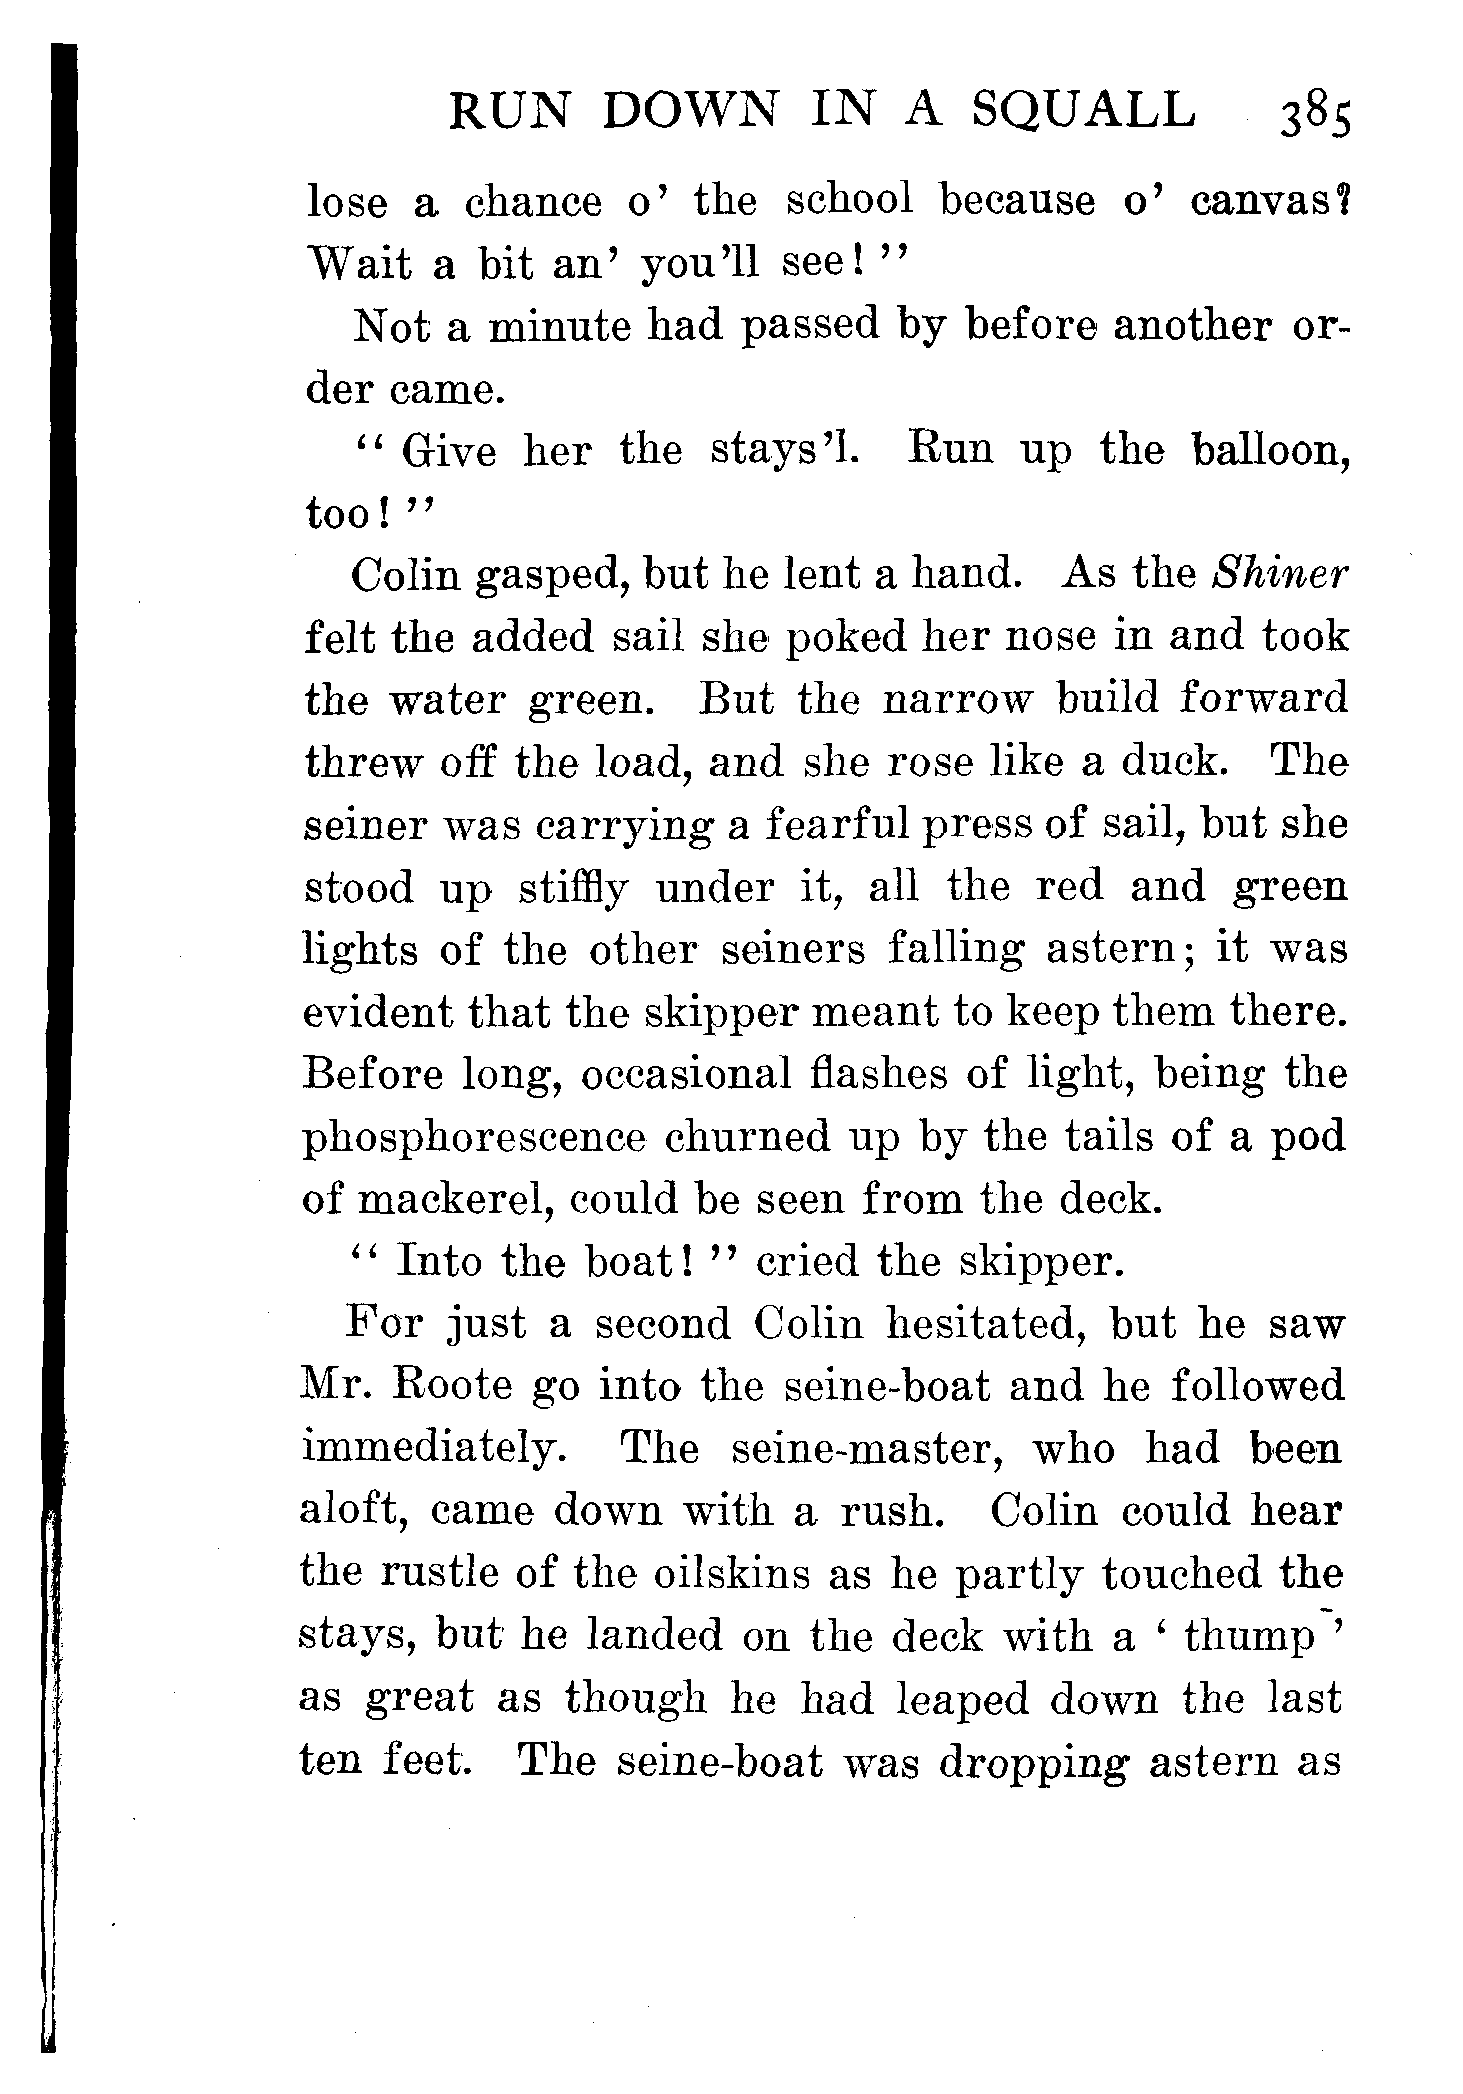 RUN DOWN IN A SQUALL 385
lose a chance o' the school because o' canvas?
Wait a bit an' you'll see! ''
Not a minute had passed by before another or-
der came.
'' Give her the stays'l. Run up the balloon,
too! ''
Colin gasped, but he lent a hand. As the Shiner
felt the added sail she poked her nose in and took
the water green. But the narrow build forward
threw off the load, and she rose like a duck. The
seiner was carrying a fearful press of sail, but she
stood up stiffly under it, all the red and green
lights of the other seiners falling astern; it was
evident that the skipper meant to keep them there.
Before long, occasional flashes of light, being the
phosphorescence churned up by the tails of a pod
of mackerel, could be seen from the deck.
'' Into the boat! '' cried the skipper.
For just a second Colin hesitated, but he saw
Mr. Roote go into the seine-boat and he followed
immediately. The seine-master, who had been
aloft, came down with a rush. Colin could hear
the rustle of the oilskins as he partly touched the
stays, but he landed on the deck with a ' thump '
as great as though he had leaped down the last
ten feet. The seine-boat was dropping astern as